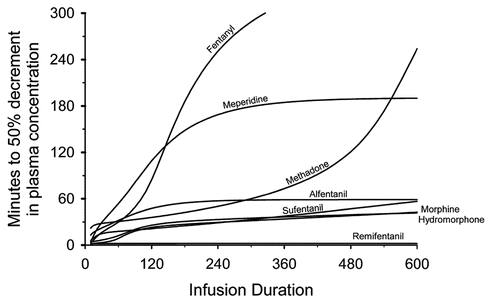 Minutes to 50% decrement
in plasma concentration
300
240
180
120
60
0
Fentanyl
Meperidine
Methadone
Alfentanil
Sufentanil
Morphine
Hydromorphone
Remifentanil
0 120 240 360 480 600
Infusion Duration